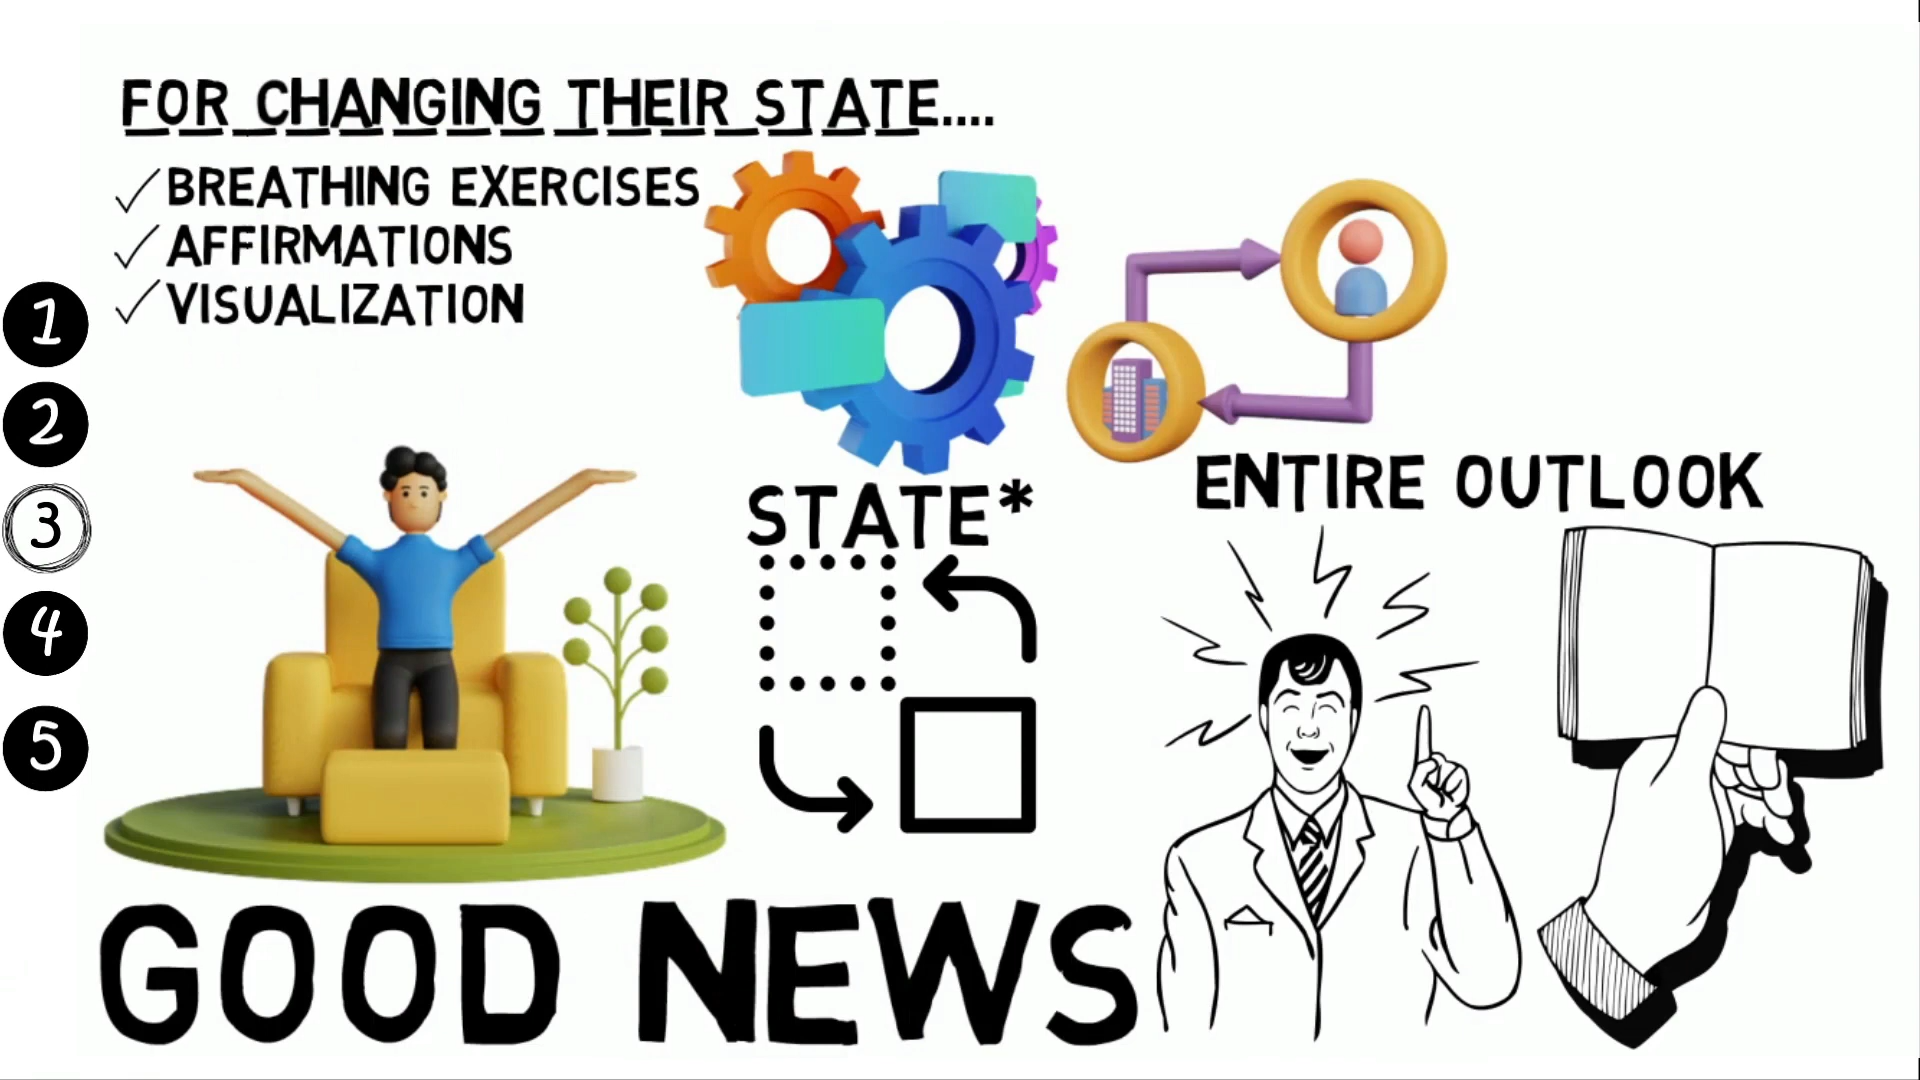 FOR CHANGING THEIR STATE....
✓ BREATHING EXERCISES
✓ AFFIRMATIONS
✓ VISUALIZATION
1
2
3
4
5
STATE*
ENTIRE OUTLOOK
GOOD NEWS